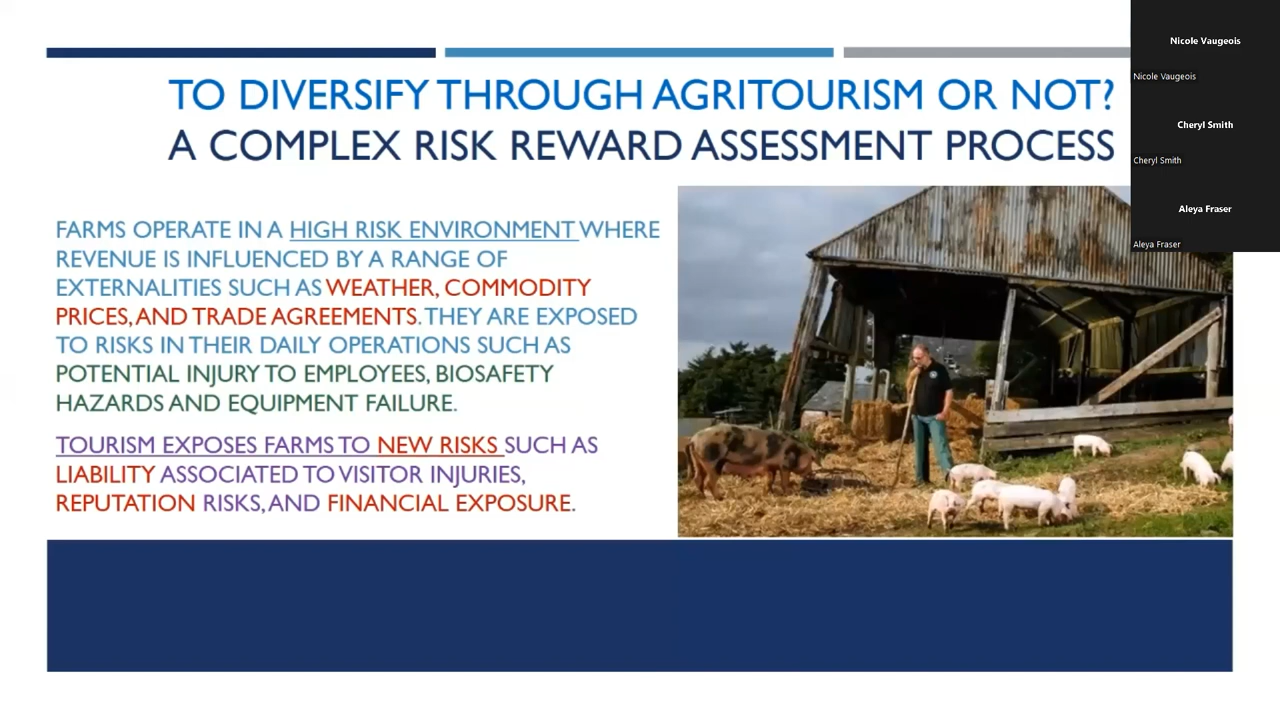 TO DIVERSIFY THROUGH AGRITOURISM OR NOT?
A COMPLEX RISK REWARD ASSESSMENT PROCESS
FARMS OPERATE IN A HIGH RISK ENVIRONMENT WHERE
REVENUE IS INFLUENCED BY A RANGE OF
EXTERNALITIES SUCH AS WEATHER, COMMODITY
PRICES, AND TRADE AGREEMENTS. THEY ARE EXPOSED
TO RISKS IN THEIR DAILY OPERATIONS SUCH AS
POTENTIAL INJURY TO EMPLOYEES, BIOSAFETY
HAZARDS AND EQUIPMENT FAILURE.
TOURISM EXPOSES FARMS TO NEW RISKS SUCH AS
LIABILITY ASSOCIATED TO VISITOR INJURIES,
REPUTATION RISKS, AND FINANCIAL EXPOSURE.
Nicole Vaugeois
Nicole Vaugeois
Cheryl Smith
Cheryl Smith
Aleya Fraser
Aleya Fraser